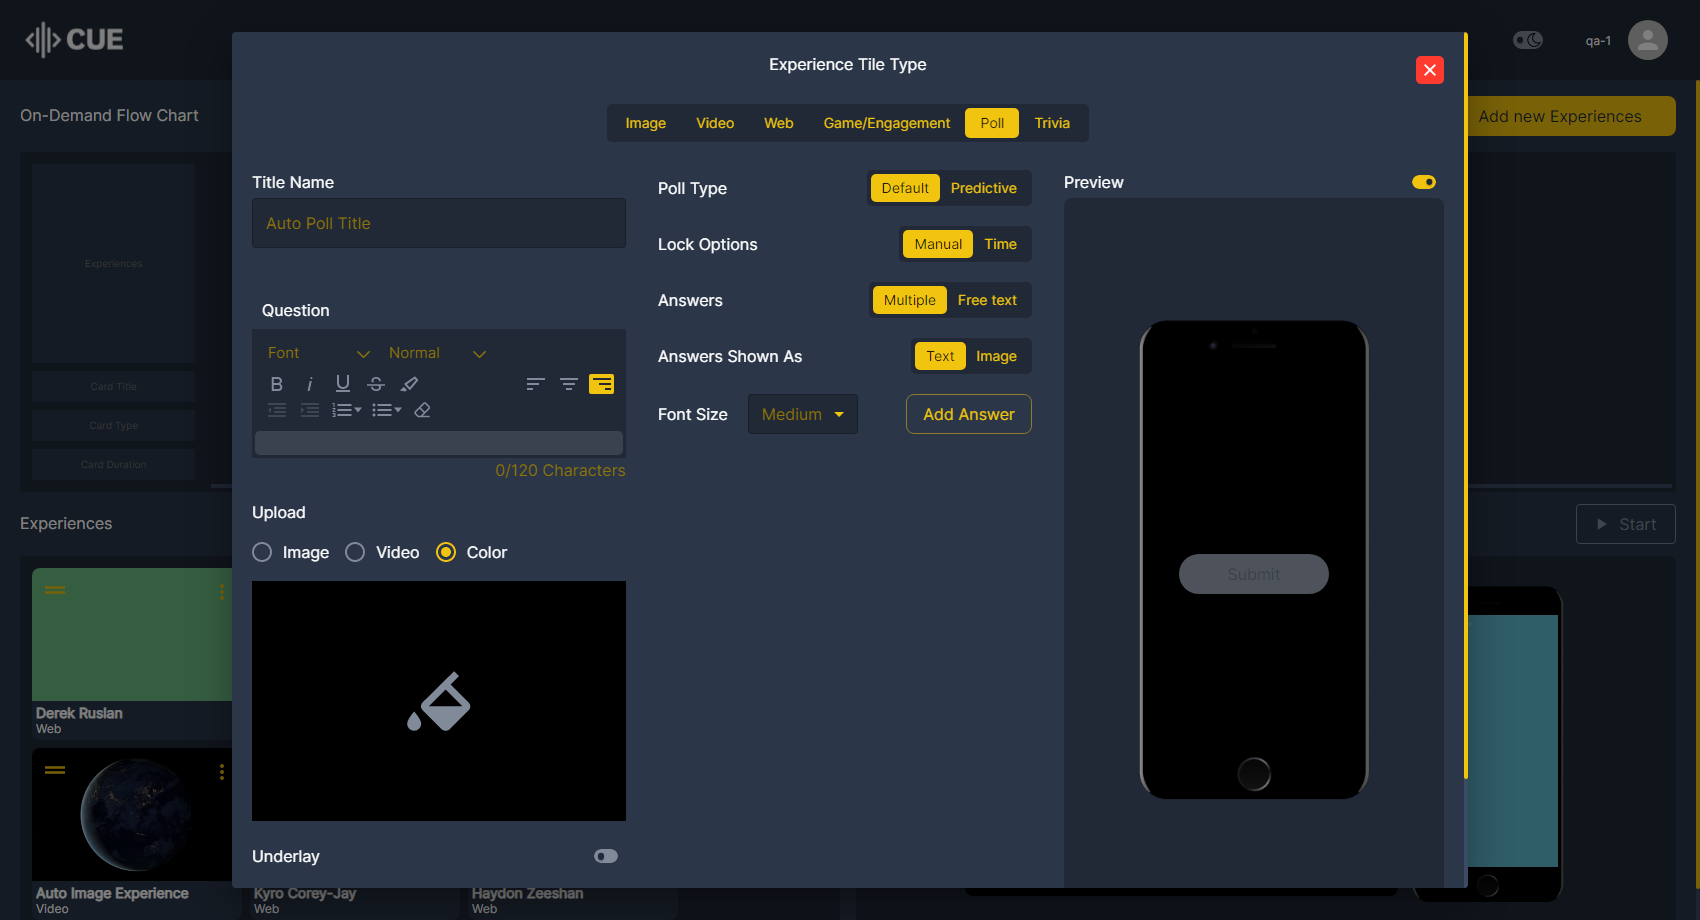 CUE
qa-1
On-Demand Flow Chart
Add new Experiences
Experiences
Card Title
Card Type
Card Duration
Experiences
Start
Derek Ruslan
Web
Auto Image Experience
Video
Kyro Corey-Jay
Web
Haydon Zeeshan
Web
Experience Tile Type
Image Video Web Game/Engagement Poll Trivia
Title Name
Auto Poll Title
Question
Font Normal
B i U S
0/120 Characters
Upload
Image Video Color
Underlay
Poll Type Default Predictive
Lock Options Manual Time
Answers Multiple Free text
Answers Shown As Text Image
Font Size Medium Add Answer
Preview
Submit